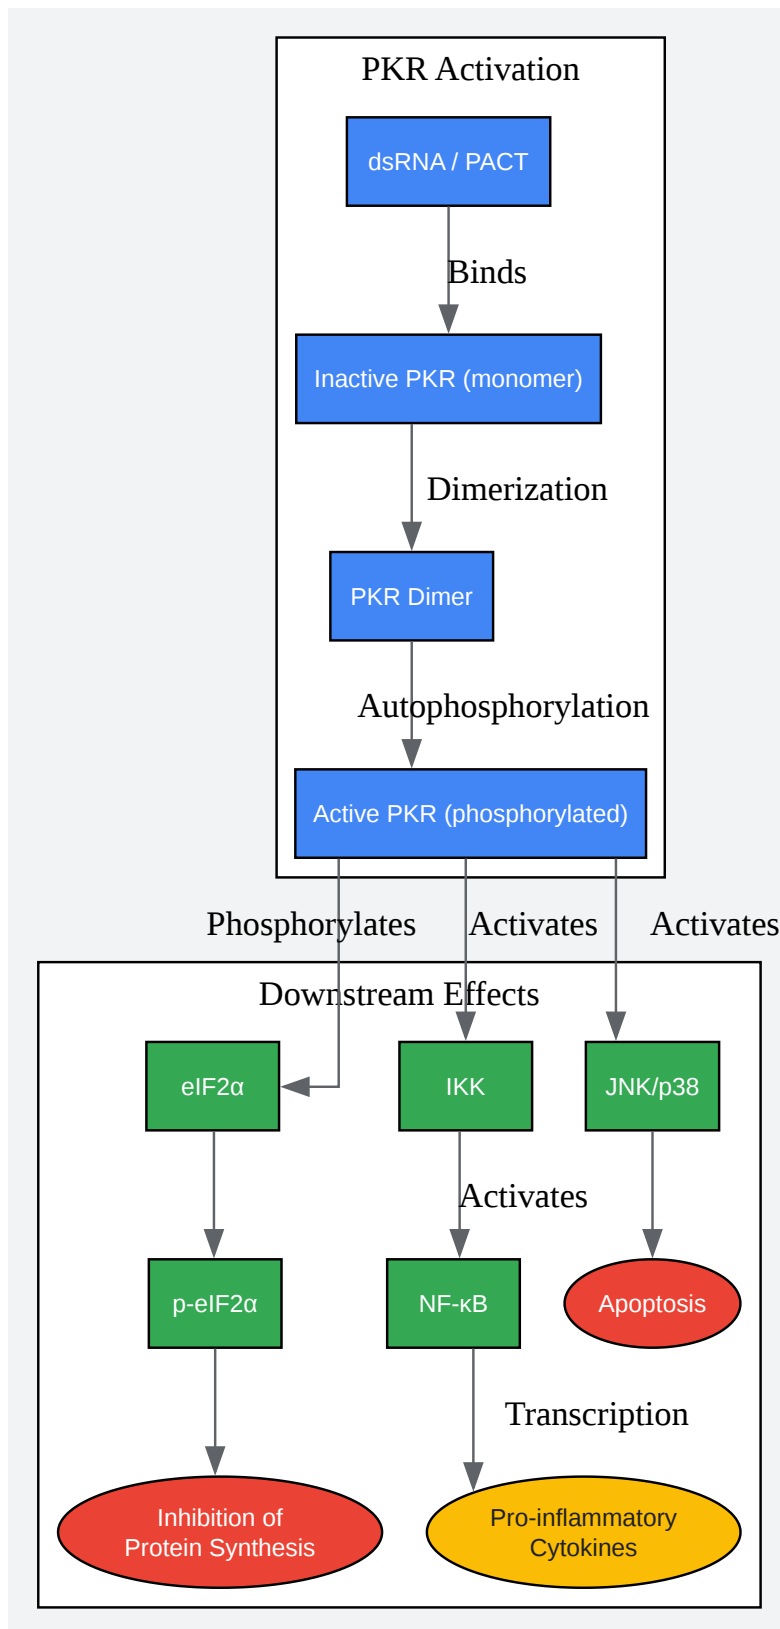 PKR Activation
dsRNA / PACT
Binds
Inactive PKR (monomer)
Dimerization
PKR Dimer
Autophosphorylation
Active PKR (phosphorylated)
Phosphorylates
Activates
Activates
Downstream Effects
eIF2α
IKK
JNK/p38
Activates
p-eIF2α
NF-κB
Apoptosis
Transcription
Inhibition of
Protein Synthesis
Pro-inflammatory
Cytokines